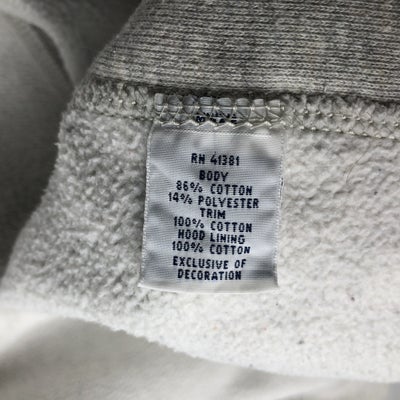 RN 41381
BODY
86% COTTON
14% POLYESTER
TRIM
100% COTTON
HOOD LINING
100% COTTON
EXCLUSIVE OF
DECORATION